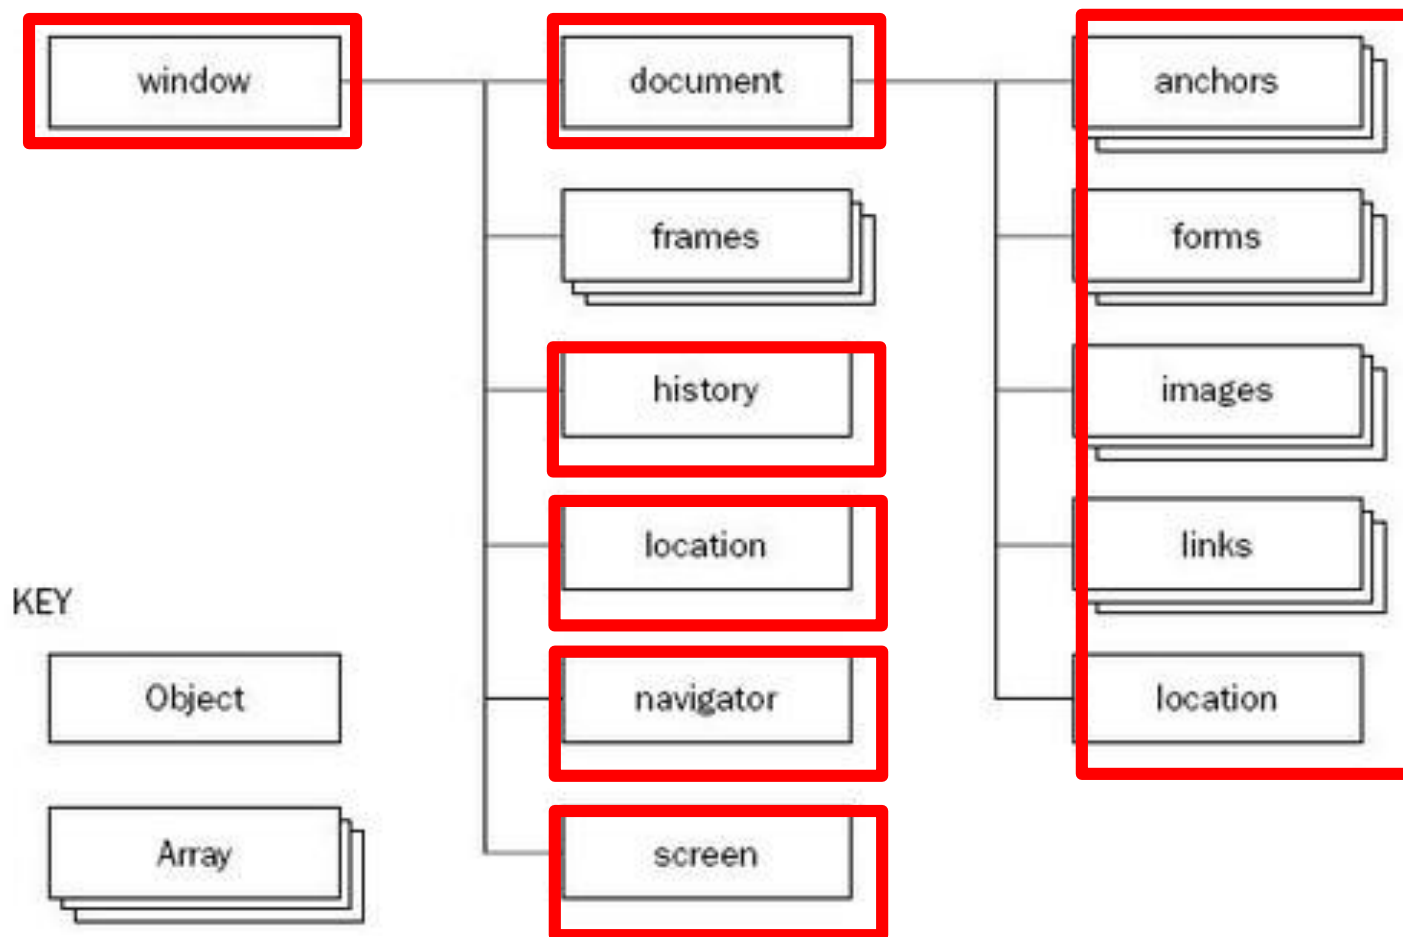 window
document
anchors
frames
forms
history
images
location
links
KEY
Object
navigator
location
Array
screen